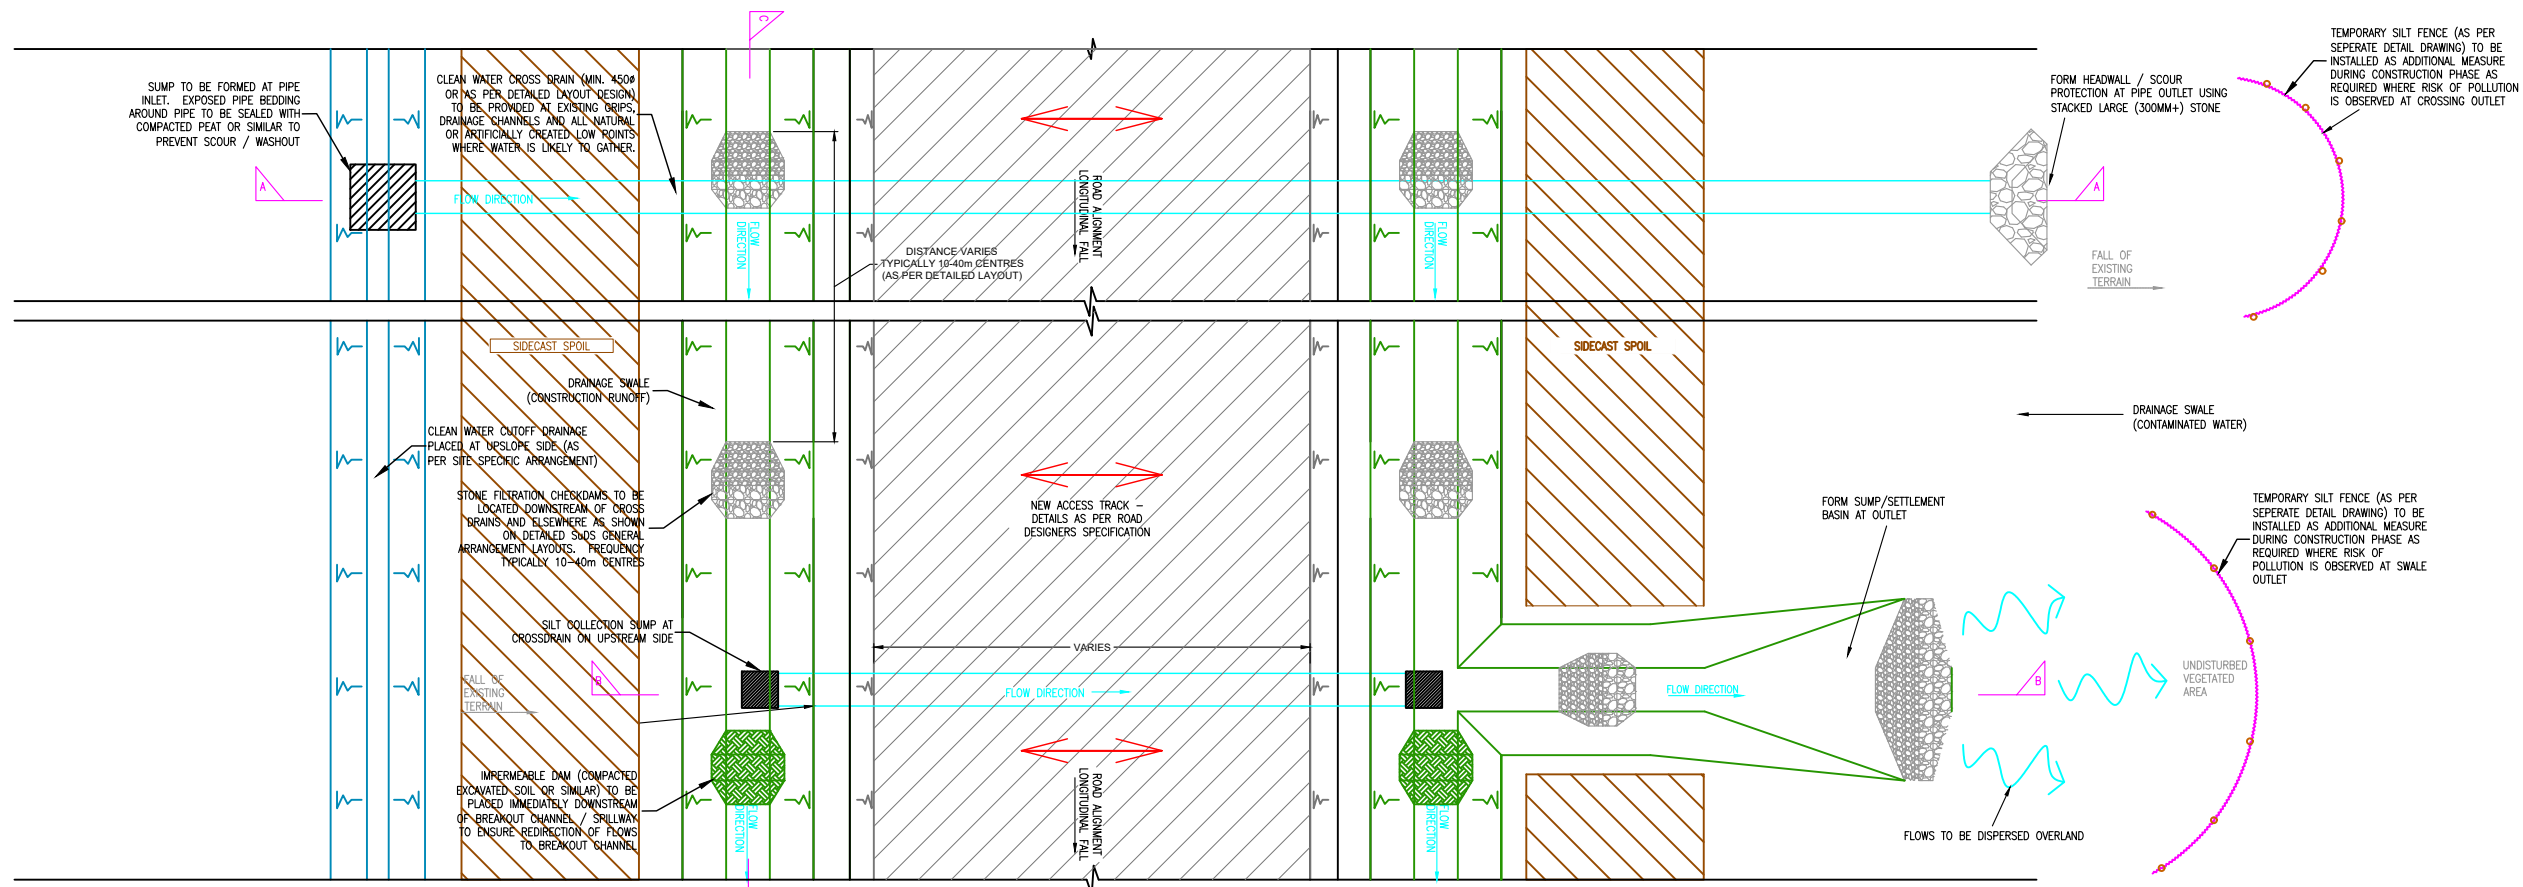 C
SUMP TO BE FORMED AT PIPE
INLET. EXPOSED PIPE BEDDING
AROUND PIPE TO BE SEALED WITH
COMPACTED PEAT OR SIMILAR TO
PREVENT SCOUR / WASHOUT
CLEAN WATER CROSS DRAIN (MIN. 450ø
OR AS PER DETAILED LAYOUT DESIGN)
TO BE PROVIDED AT EXISTING GRIPS,
DRAINAGE CHANNELS AND ALL NATURAL
OR ARTIFICIALLY CREATED LOW POINTS
WHERE WATER IS LIKELY TO GATHER.
TEMPORARY SILT FENCE (AS PER
SEPERATE DETAIL DRAWING) TO BE
INSTALLED AS ADDITIONAL MEASURE
DURING CONSTRUCTION PHASE AS
REQUIRED WHERE RISK OF POLLUTION
IS OBSERVED AT CROSSING OUTLET
FORM HEADWALL / SCOUR
PROTECTION AT PIPE OUTLET USING
STACKED LARGE (300MM+) STONE
A
FLOW DIRECTION
FLOW
DIRECTION
ROAD ALIGNMENT
LONGITUDINAL FALL
FLOW
DIRECTION
A
DISTANCE VARIES
TYPICALLY 10-40m CENTRES
(AS PER DETAILED LAYOUT)
FALL OF
EXISTING
TERRAIN
SIDECAST SPOIL
SIDECAST SPOIL
DRAINAGE SWALE
(CONSTRUCTION RUNOFF)
DRAINAGE SWALE
(CONTAMINATED WATER)
CLEAN WATER CUTOFF DRAINAGE
PLACED AT UPSLOPE SIDE (AS
PER SITE SPECIFIC ARRANGEMENT)
STONE FILTRATION CHECKDAMS TO BE
LOCATED DOWNSTREAM OF CROSS
DRAINS AND ELSEWHERE AS SHOWN
ON DETAILED SuDS GENERAL
ARRANGEMENT LAYOUTS. FREQUENCY
TYPICALLY 10-40m CENTRES
NEW ACCESS TRACK –
DETAILS AS PER ROAD
DESIGNERS SPECIFICATION
FORM SUMP/SETTLEMENT
BASIN AT OUTLET
TEMPORARY SILT FENCE (AS PER
SEPERATE DETAIL DRAWING) TO BE
INSTALLED AS ADDITIONAL MEASURE
DURING CONSTRUCTION PHASE AS
REQUIRED WHERE RISK OF
POLLUTION IS OBSERVED AT SWALE
OUTLET
SILT COLLECTION SUMP AT
CROSSDRAIN ON UPSTREAM SIDE
VARIES
FALL OF
EXISTING
TERRAIN
B
FLOW DIRECTION
FLOW DIRECTION
B
UNDISTURBED
VEGETATED
AREA
IMPERMEABLE DAM (COMPACTED
EXCAVATED SOIL OR SIMILAR) TO BE
PLACED IMMEDIATELY DOWNSTREAM
OF BREAKOUT CHANNEL / SPILLWAY
TO ENSURE REDIRECTION OF FLOWS
TO BREAKOUT CHANNEL
FLOW
DIRECTION
ROAD ALIGNMENT
LONGITUDINAL FALL
FLOW
DIRECTION
FLOWS TO BE DISPERSED OVERLAND